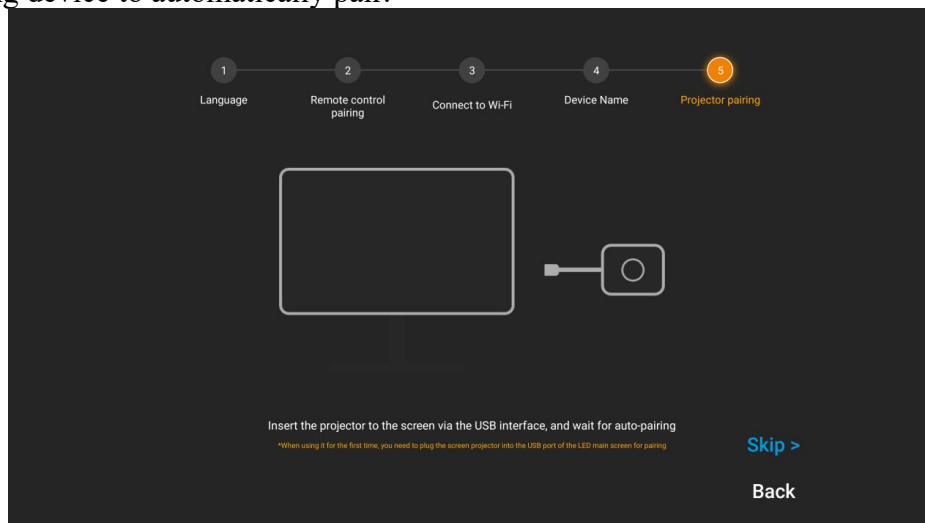 device to automatically pair.
1
2
3
4
5
Language
Remote control
pairing
Connect to Wi-Fi
Device Name
Projector pairing
Insert the projector to the screen via the USB interface, and wait for auto-pairing
*When using it for the first time, you need to plug the screen projector into the USB port of the LED main screen for pairing
Skip >
Back